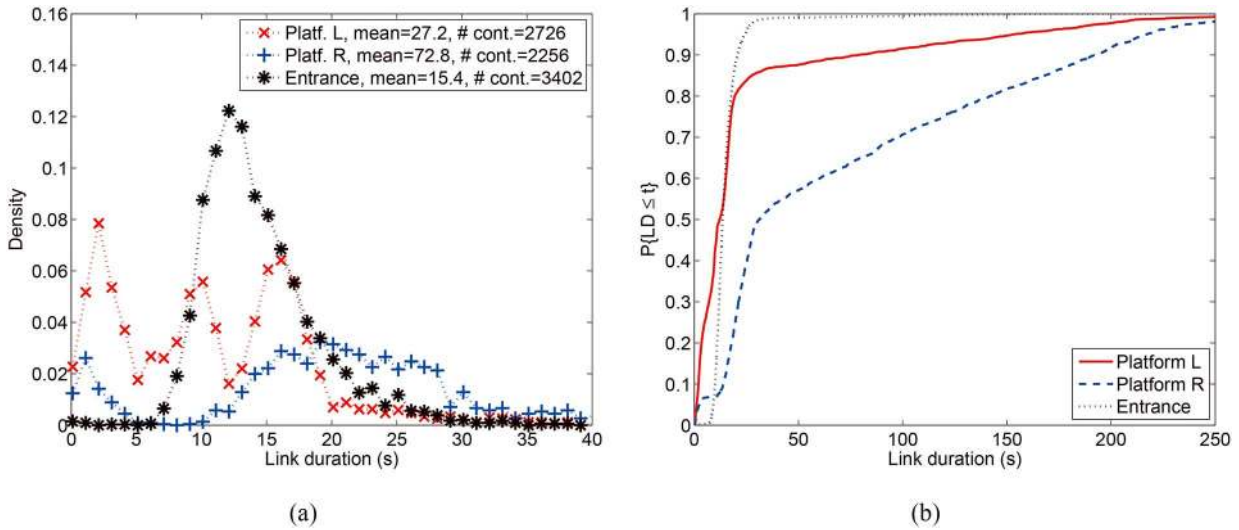 0.16
0.14
0.12
0.1
0.08
0.06
0.04
0.02
0
Density
Platf. L, mean=27.2, # cont.=2726
Platf. R, mean=72.8, # cont.=2256
Entrance, mean=15.4, # cont.=3402
0 5 10 15 20 25 30 35 40
Link duration (s)
(a)
1
0.9
0.8
0.7
0.6
0.5
0.4
0.3
0.2
0.1
0
P{LD ≤ t}
Platform L
Platform R
Entrance
0 50 100 150 200 250
Link duration (s)
(b)